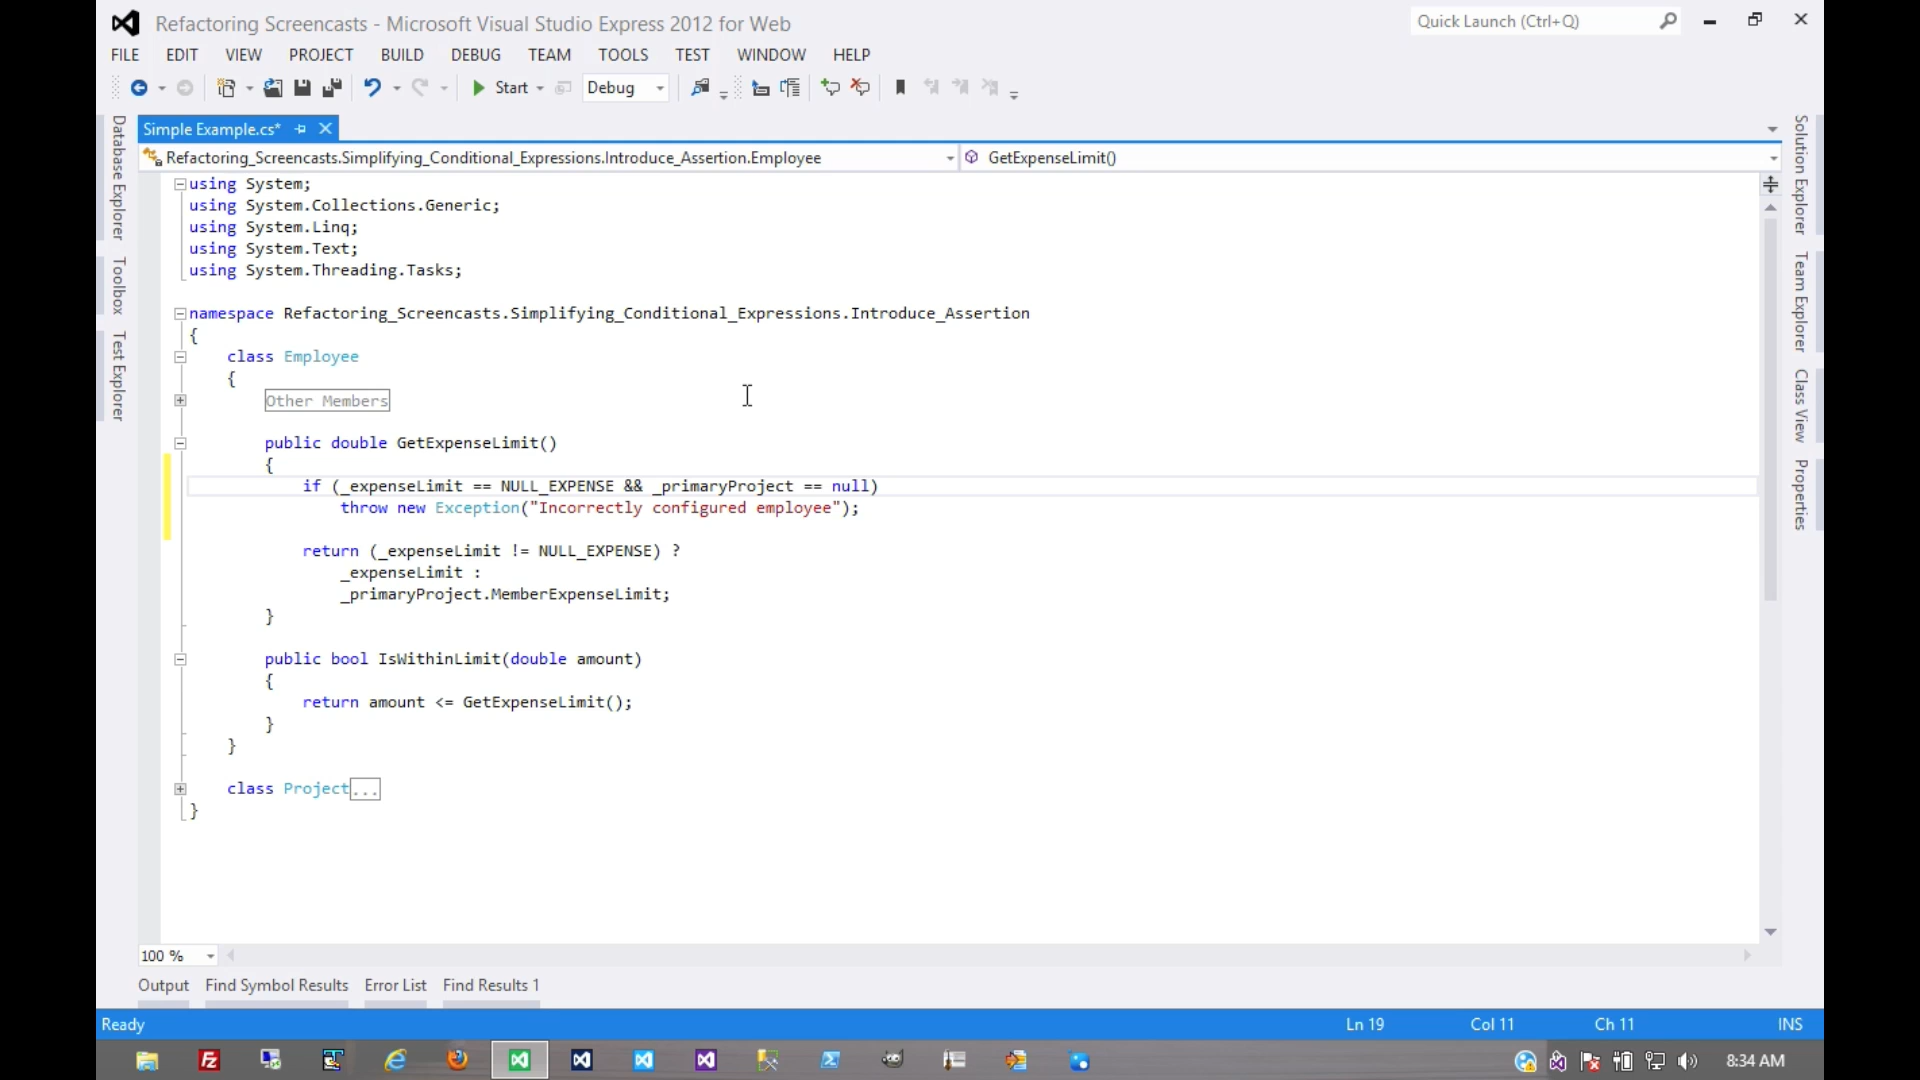 Refactoring Screencasts - Microsoft Visual Studio Express 2012 for Web
Quick Launch (Ctrl+Q)
FILE EDIT VIEW PROJECT BUILD DEBUG TEAM TOOLS TEST WINDOW HELP
Start Debug
Simple Example.cs*
Refactoring_Screencasts.Simplifying_Conditional_Expressions.Introduce_Assertion.Employee
GetExpenseLimit()
Database Explorer
Toolbox
Test Explorer
using System;
using System.Collections.Generic;
using System.Linq;
using System.Text;
using System.Threading.Tasks;
namespace Refactoring_Screencasts.Simplifying_Conditional_Expressions.Introduce_Assertion
{
class Employee
{
Other Members
public double GetExpenseLimit()
{
if (_expenseLimit == NULL_EXPENSE && _primaryProject == null)
throw new Exception("Incorrectly configured employee");
return (_expenseLimit != NULL_EXPENSE) ?
_expenseLimit :
_primaryProject.MemberExpenseLimit;
}
public bool IsWithinLimit(double amount)
{
return amount <= GetExpenseLimit();
}
}
class Project...
}
Solution Explorer
Team Explorer
Class View
Properties
100 %
Output Find Symbol Results Error List Find Results 1
Ready Ln 19 Col 11 Ch 11 INS
8:34 AM